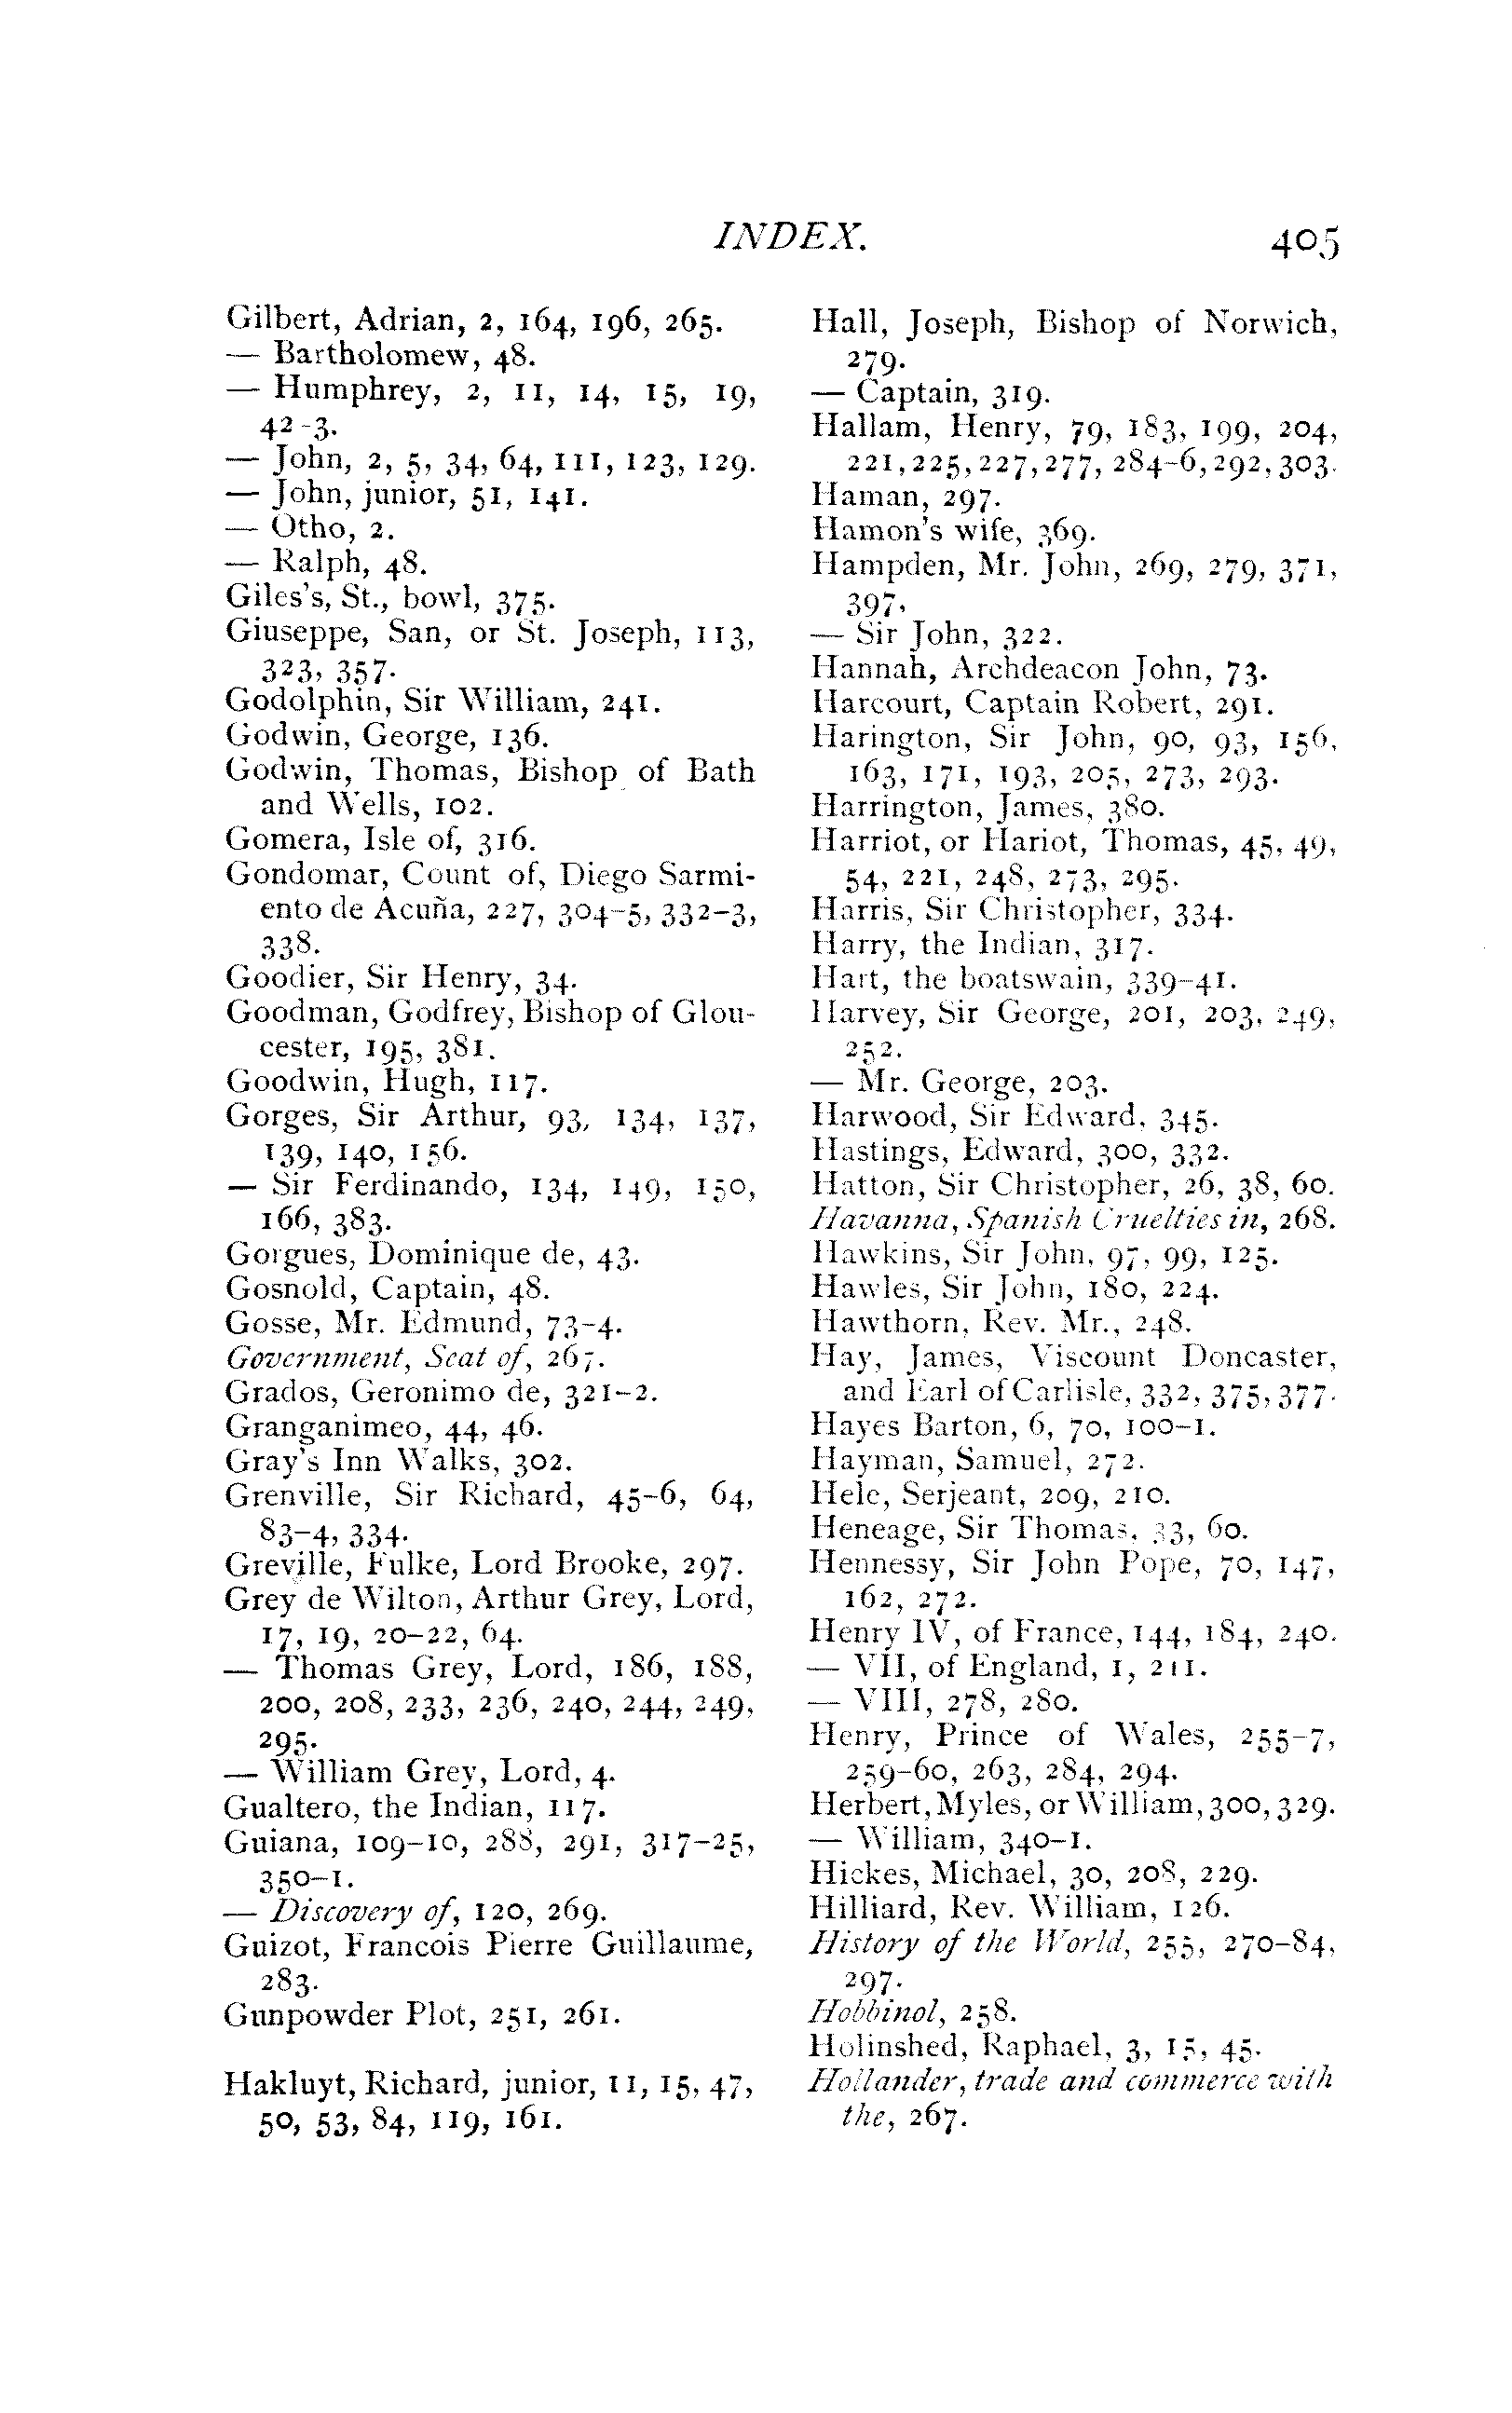 INDEX. 405
Gilbert, Adrian, 2, 164, 196, 265.
— Bartholomew, 48.
— Humphrey, 2, 11, 14, 15, 19,
42-3.
— John, 2, 5, 34, 64, 111, 123, 129.
— John, junior, 51, 141.
— Otho, 2.
— Ralph, 48.
Giles's, St., bowl, 375.
Giuseppe, San, or St. Joseph, 113,
323, 357.
Godolphin, Sir William, 241.
Godwin, George, 136.
Godwin, Thomas, Bishop of Bath
and Wells, 102.
Gomera, Isle of, 316.
Gondomar, Count of, Diego Sarmi-
ento de Acuña, 227, 304-5, 332-3,
338.
Goodier, Sir Henry, 34.
Goodman, Godfrey, Bishop of Glou-
cester, 195, 381.
Goodwin, Hugh, 117.
Gorges, Sir Arthur, 93, 134, 137,
139, 140, 156.
— Sir Ferdinando, 134, 149, 150,
166, 383.
Gorgues, Dominique de, 43.
Gosnold, Captain, 48.
Gosse, Mr. Edmund, 73-4.
Government, Seat of, 267.
Grados, Geronimo de, 321-2.
Granganimeo, 44, 46.
Gray's Inn Walks, 302.
Grenville, Sir Richard, 45-6, 64,
83-4, 334.
Greville, Fulke, Lord Brooke, 297.
Grey de Wilton, Arthur Grey, Lord,
17, 19, 20-22, 64.
— Thomas Grey, Lord, 186, 188,
200, 208, 233, 236, 240, 244, 249,
295.
— William Grey, Lord, 4.
Gualtero, the Indian, 117.
Guiana, 109-10, 288, 291, 317-25,
350-1.
— Discovery of, 120, 269.
Guizot, Francois Pierre Guillaume,
283.
Gunpowder Plot, 251, 261.
Hakluyt, Richard, junior, 11, 15, 47,
50, 53, 84, 119, 161.
Hall, Joseph, Bishop of Norwich,
279.
— Captain, 319.
Hallam, Henry, 79, 183, 199, 204,
221, 225, 227, 277, 284-6, 292, 303.
Haman, 297.
Hamon's wife, 369.
Hampden, Mr. John, 269, 279, 371,
397.
— Sir John, 322.
Hannah, Archdeacon John, 73.
Harcourt, Captain Robert, 291.
Harington, Sir John, 90, 93, 156,
163, 171, 193, 205, 273, 293.
Harrington, James, 380.
Harriot, or Hariot, Thomas, 45, 49,
54, 221, 248, 273, 295.
Harris, Sir Christopher, 334.
Harry, the Indian, 317.
Hart, the boatswain, 339-41.
Harvey, Sir George, 201, 203, 249,
252.
— Mr. George, 203.
Harwood, Sir Edward, 345.
Hastings, Edward, 300, 332.
Hatton, Sir Christopher, 26, 38, 60.
Havanna, Spanish Cruelties in, 268.
Hawkins, Sir John, 97, 99, 125.
Hawles, Sir John, 180, 224.
Hawthorn, Rev. Mr., 248.
Hay, James, Viscount Doncaster,
and Earl of Carlisle, 332, 375, 377.
Hayes Barton, 6, 70, 100-1.
Hayman, Samuel, 272.
Hele, Serjeant, 209, 210.
Heneage, Sir Thomas, 33, 60.
Hennessy, Sir John Pope, 70, 147,
162, 272.
Henry IV, of France, 144, 184, 240.
— VII, of England, 1, 211.
— VIII, 278, 280.
Henry, Prince of Wales, 255-7,
259-60, 263, 284, 294.
Herbert, Myles, or William, 300, 329.
— William, 340-1.
Hickes, Michael, 30, 208, 229.
Hilliard, Rev. William, 126.
History of the World, 255, 270-84,
297.
Hobbinol, 258.
Holinshed, Raphael, 3, 15, 45.
Hollander, trade and commerce with
the, 267.